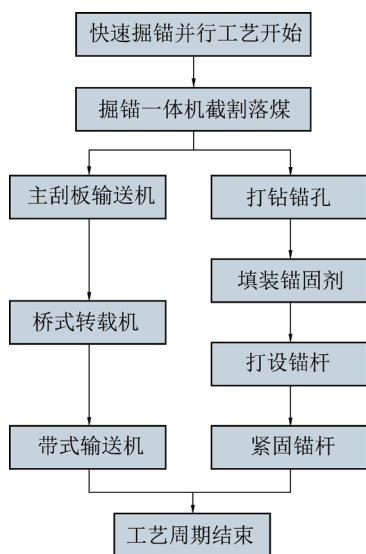 快速掘锚并行工艺开始
掘锚一体机截割落煤
主刮板输送机
打钻锚孔
填装锚固剂
桥式转载机
打设锚杆
带式输送机
紧固锚杆
工艺周期结束